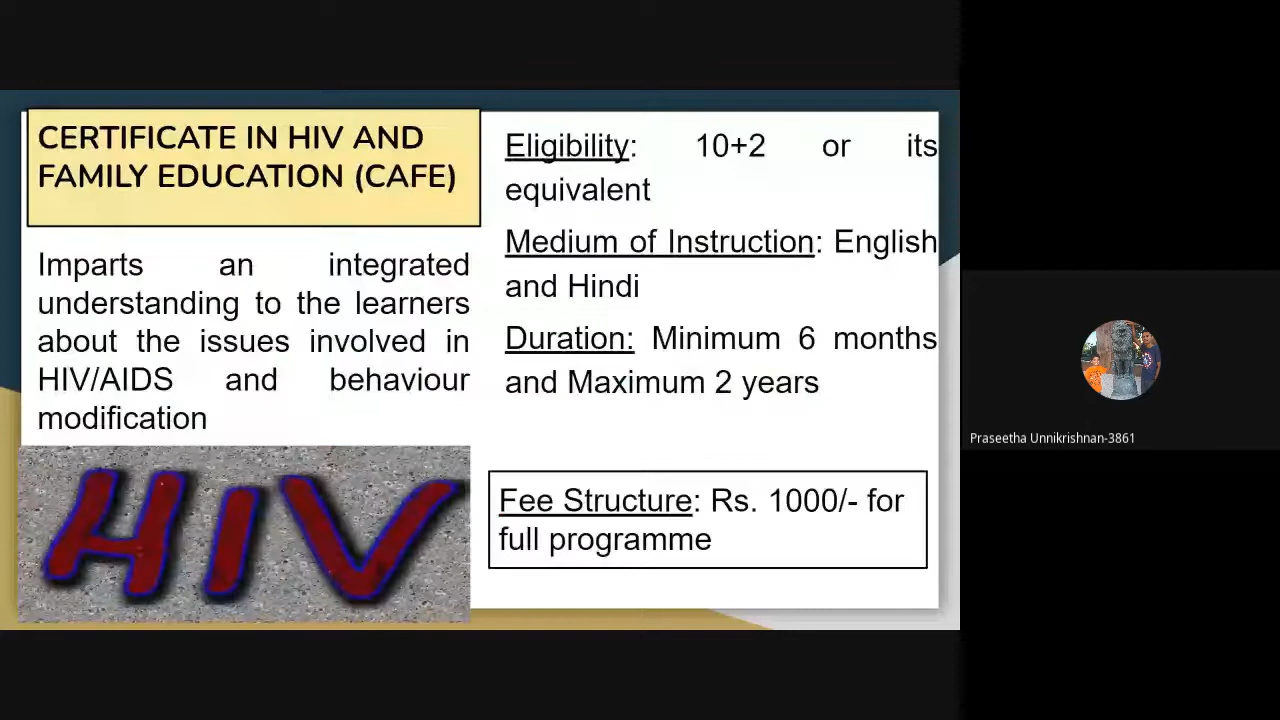 CERTIFICATE IN HIV AND
FAMILY EDUCATION (CAFE)
Imparts an integrated
understanding to the learners
about the issues involved in
HIV/AIDS and behaviour
modification
HIV
Eligibility: 10+2 or its
equivalent
Medium of Instruction: English
and Hindi
Duration: Minimum 6 months
and Maximum 2 years
Fee Structure: Rs. 1000/- for
full programme
Praseetha Unnikrishnan-3861